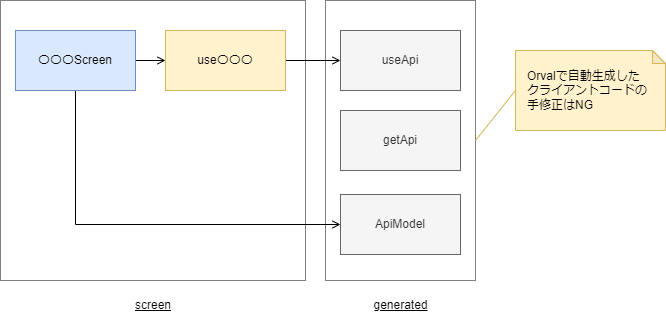 〇〇〇Screen
use〇〇〇
useApi
getApi
ApiModel
Orvalで自動生成した
クライアントコードの
手修正はNG
screen
generated